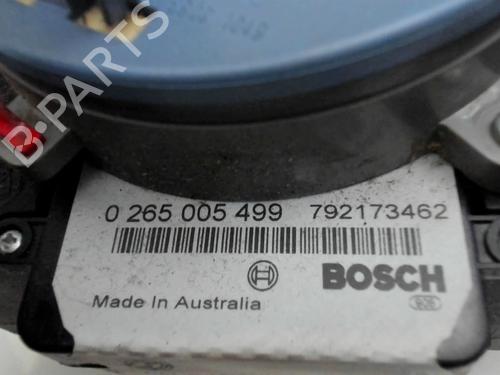 B-PARTS
0 265 005 499 792173462
BOSCH
Made In Australia